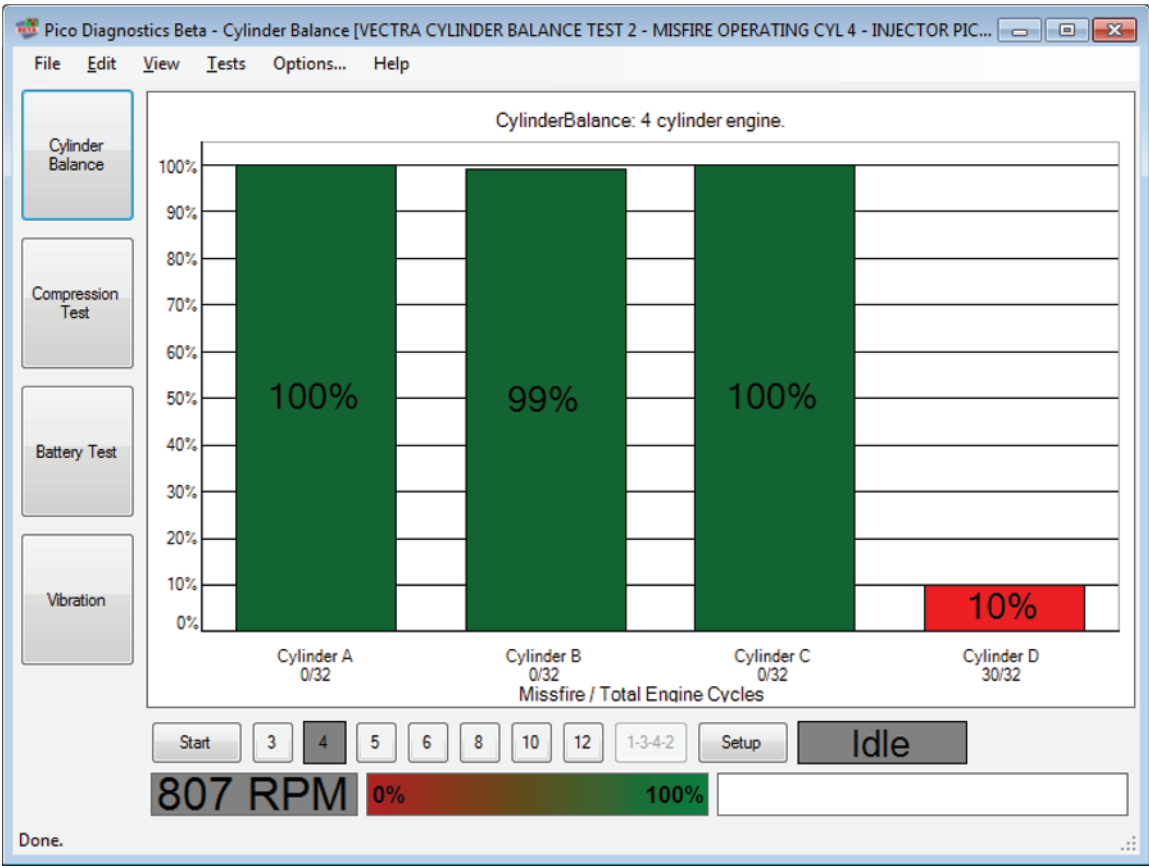 Pico Diagnostics Beta - Cylinder Balance [VECTRA CYLINDER BALANCE TEST 2 - MISFIRE OPERATING CYL 4 - INJECTOR PIC...
File Edit View Tests Options... Help
Cylinder
Balance
Compression
Test
Battery Test
Vibration
CylinderBalance: 4 cylinder engine.
100%
90%
80%
70%
60%
50%
40%
30%
20%
10%
0%
100% 99% 100% 10%
Cylinder A Cylinder B Cylinder C Cylinder D
0/32 0/32 0/32 30/32
Missfire / Total Engine Cycles
Start 3 4 5 6 8 10 12 1-3-4-2 Setup Idle
807 RPM 0% 100%
Done.